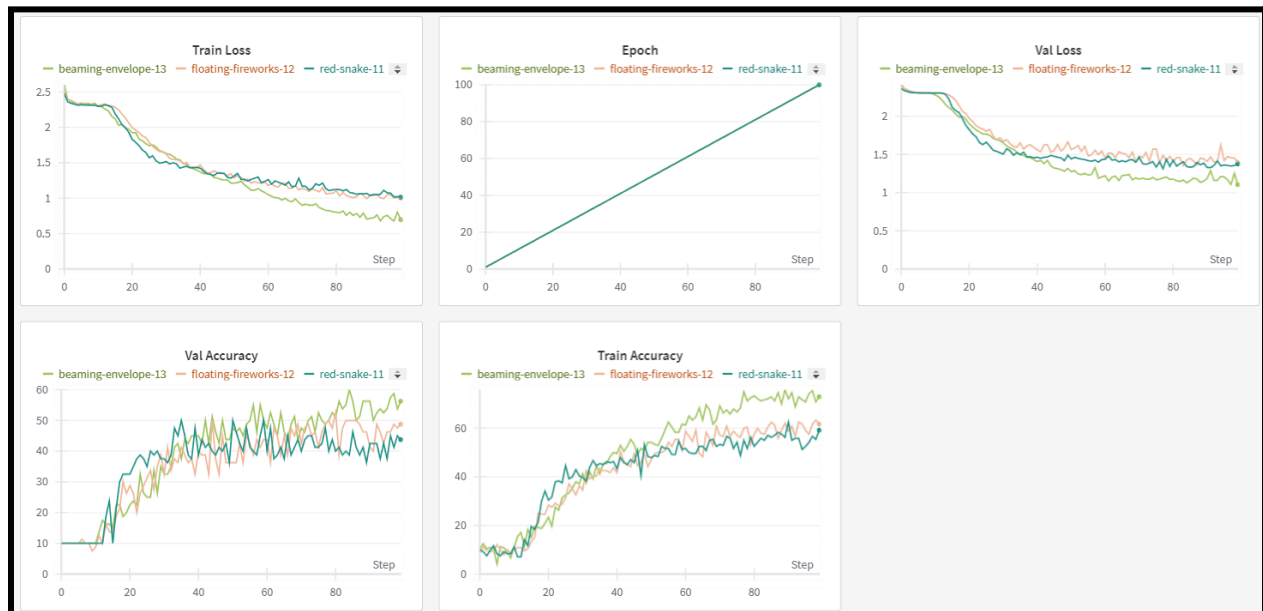 Train Loss
beaming-envelope-13 floating-fireworks-12 red-snake-11
2.5
2
1.5
1
0.5
0
Step
0 20 40 60 80
Epoch
beaming-envelope-13 floating-fireworks-12 red-snake-11
100
80
60
40
20
0
Step
0 20 40 60 80
Val Loss
beaming-envelope-13 floating-fireworks-12 red-snake-11
2
1.5
1
0.5
0
Step
0 20 40 60 80
Val Accuracy
beaming-envelope-13 floating-fireworks-12 red-snake-11
60
50
40
30
20
10
0
Step
0 20 40 60 80
Train Accuracy
beaming-envelope-13 floating-fireworks-12 red-snake-11
60
40
20
0
Step
0 20 40 60 80